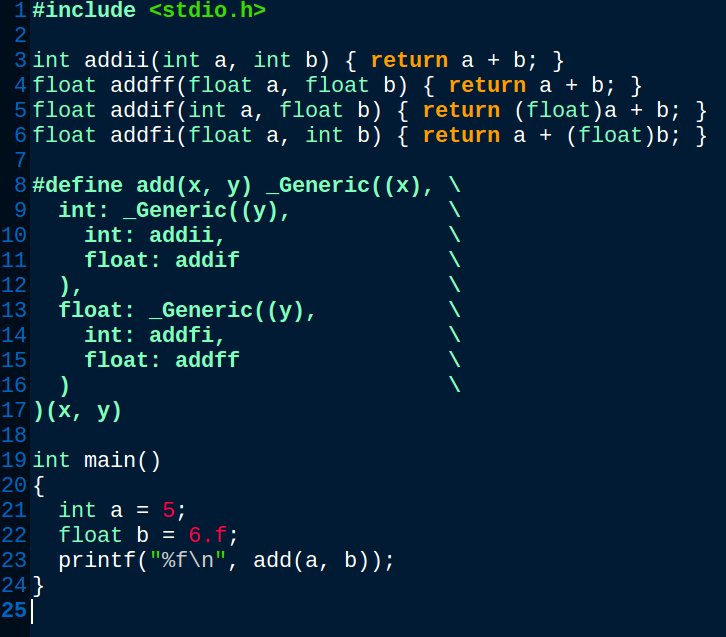 1 #include <stdio.h>
2
3 int addii(int a, int b) { return a + b; }
4 float addff(float a, float b) { return a + b; }
5 float addif(int a, float b) { return (float)a + b; }
6 float addfi(float a, int b) { return a + (float)b; }
7
8 #define add(x, y) _Generic((x), \
9   int: _Generic((y),            \
10     int: addii,                 \
11     float: addif                \
12   ),                            \
13   float: _Generic((y),          \
14     int: addfi,                 \
15     float: addff                \
16   )                             \
17 )(x, y)
18
19 int main()
20 {
21   int a = 5;
22   float b = 6.f;
23   printf("%f\n", add(a, b));
24 }
25